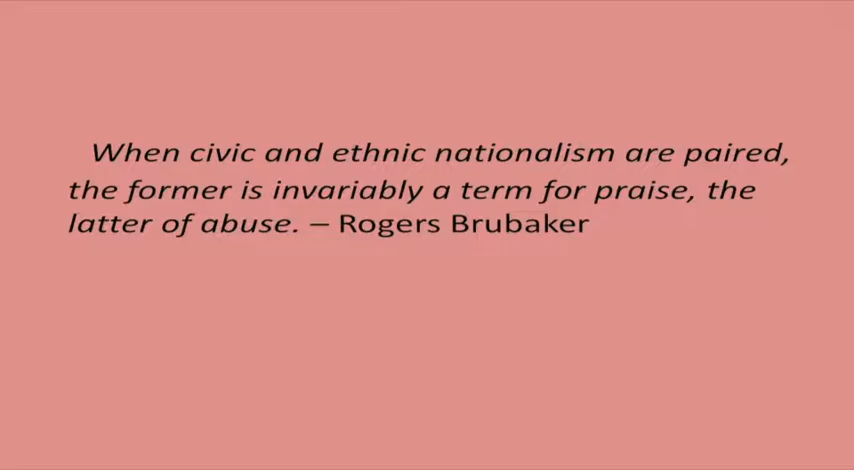 When civic and ethnic nationalism are paired,
the former is invariably a term for praise, the
latter of abuse. – Rogers Brubaker